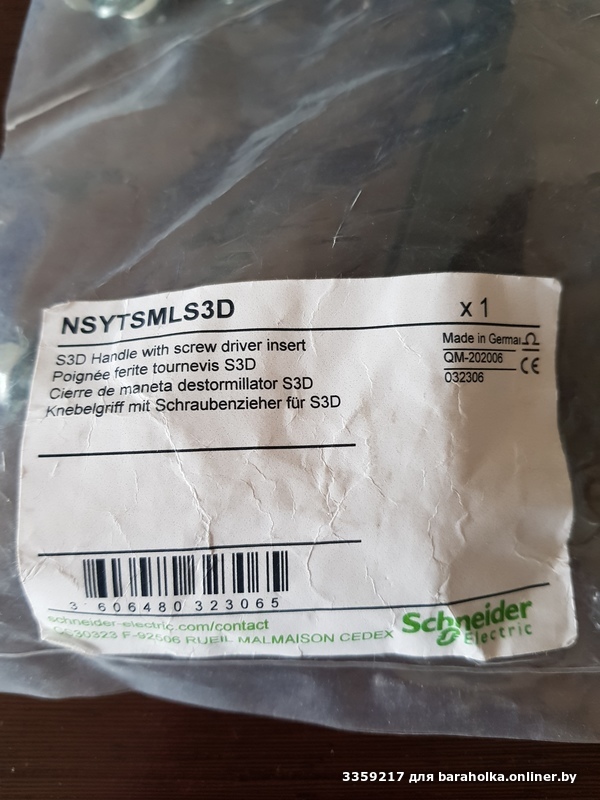 NSYTSMLS3D
x 1
S3D Handle with screw driver insert
Poignée ferite tournevis S3D
Cierre de maneta destormillator S3D
Knebelgriff mit Schraubenzieher für S3D
Made in
QM-202006
032306
CE
3 606480 323065
schneider-electric.com/contact
30323 F-92506 RUEIL MALMAISON CEDEX
Schneider
Electric
3359217 для baraholka.onliner.by